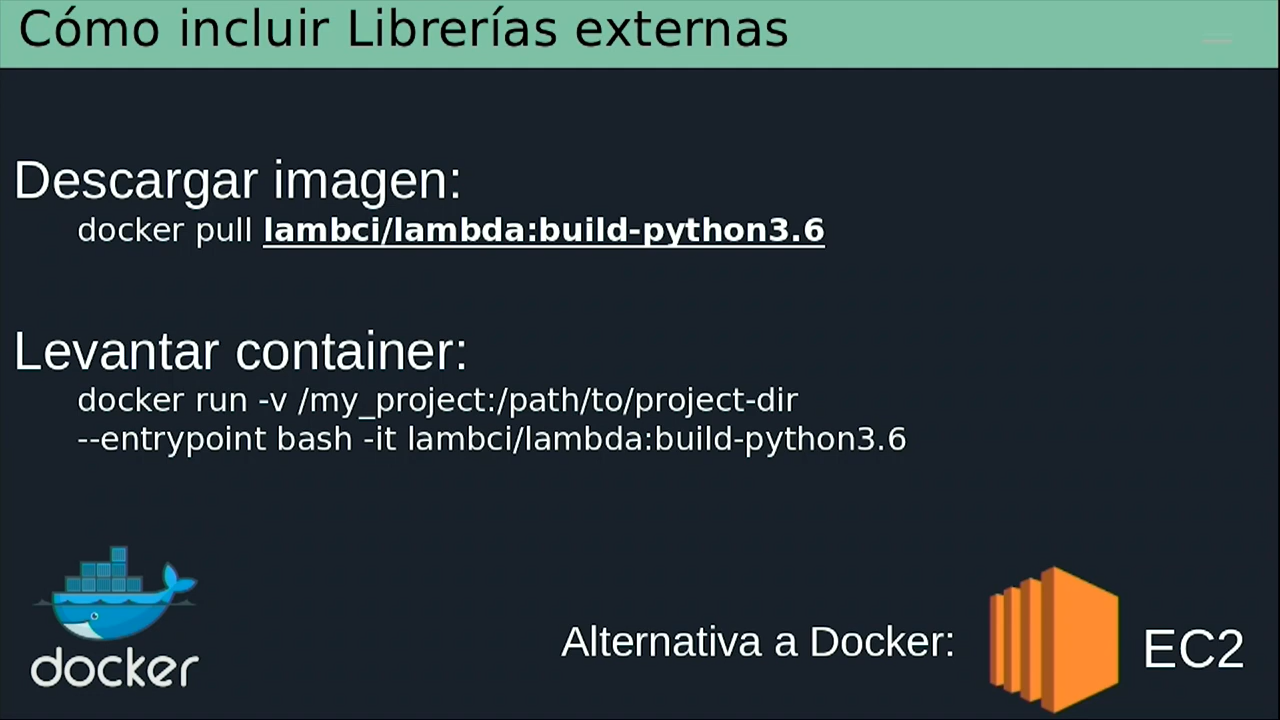 Cómo incluir Librerías externas
Descargar imagen:
docker pull lambci/lambda:build-python3.6
Levantar container:
docker run -v /my_project:/path/to/project-dir
--entrypoint bash -it lambci/lambda:build-python3.6
docker
Alternativa a Docker:
EC2